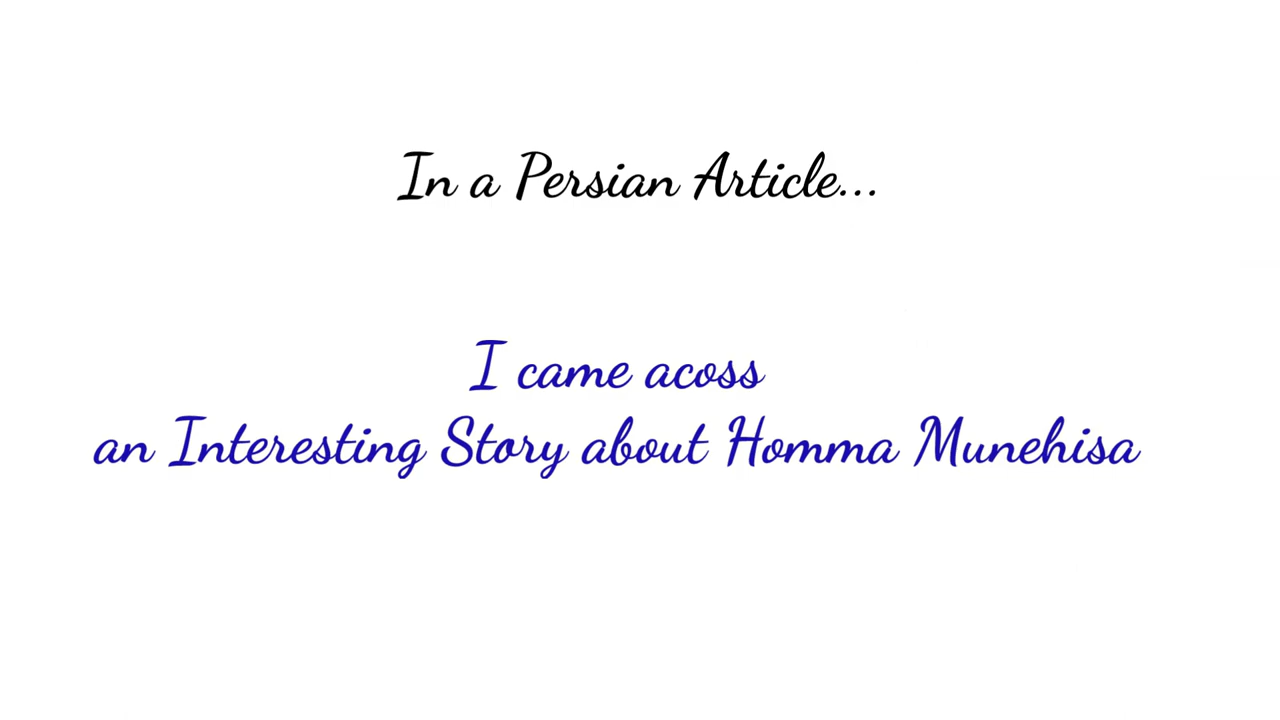 In a Persian Article...
I came acoss
an Interesting Story about Homma Munehisa